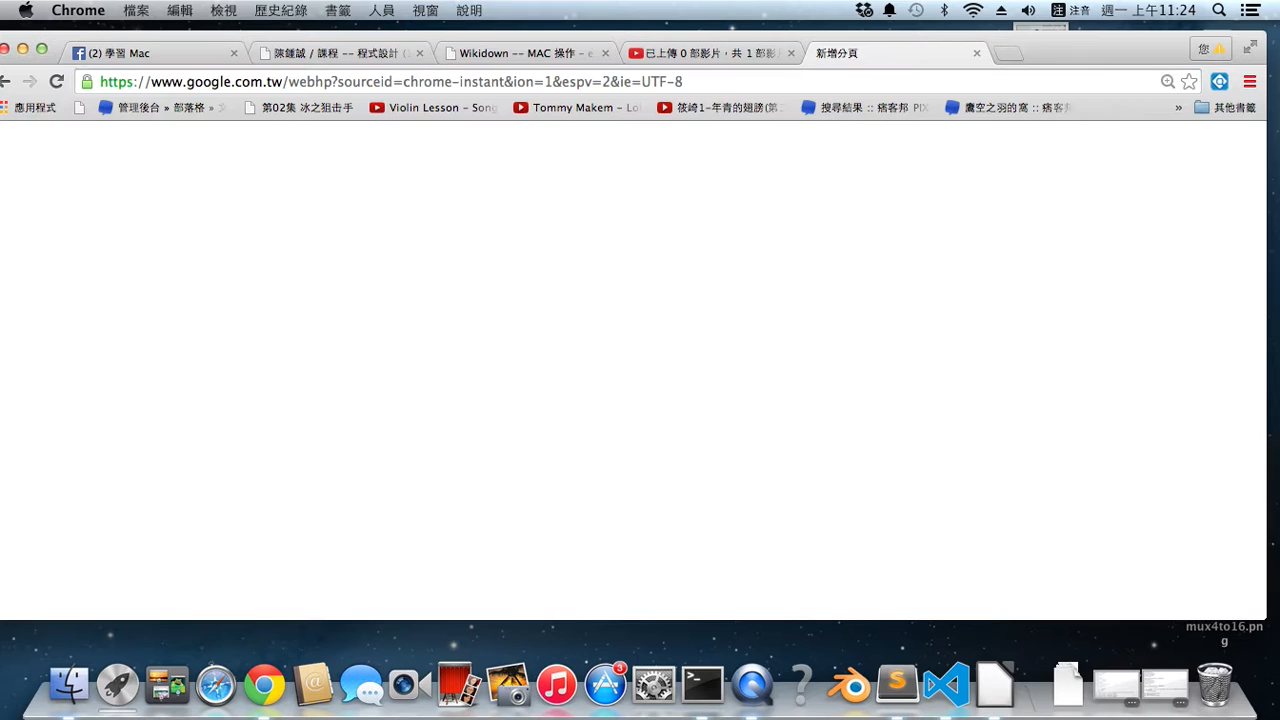 Chrome 檔案 編輯 檢視 歷史紀錄 書籤 人員 視窗 說明 注 注音 週一 上午11:24
(2) 學習 Mac
陳鍾誠 / 課程 -- 程式設計 (
Wikidown -- MAC 操作 - e
已上傳 0 部影片，共 1 部影
新增分頁
您
https://www.google.com.tw/webhp?sourceid=chrome-instant&ion=1&espv=2&ie=UTF-8
應用程式
管理後台 » 部落格 »
第02集 冰之狙击手
Violin Lesson - Song
Tommy Makem - Lo
筱崎1-年青的翅膀(第
搜尋結果 :: 痞客邦 PIX
鷹空之羽的窩 :: 痞客
»
其他書籤
mux4to16.pn
g
3
>_
S